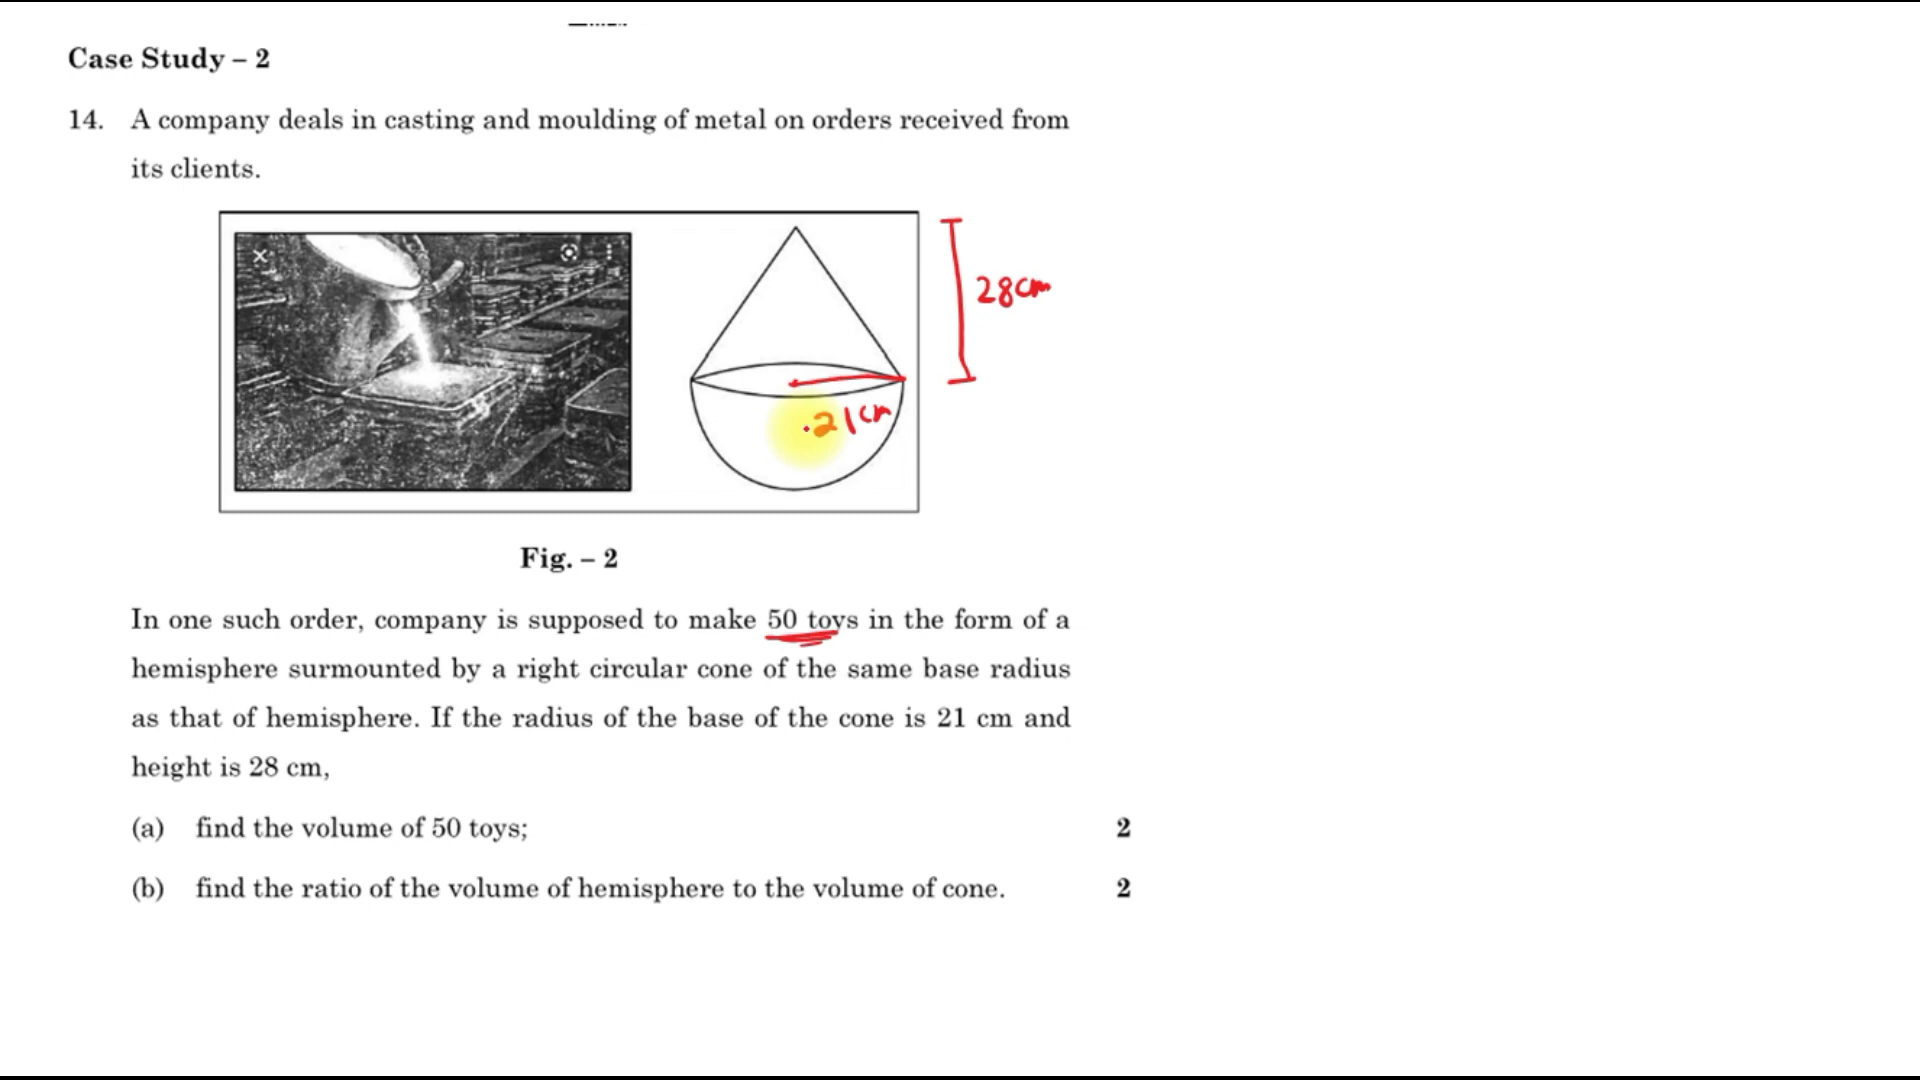 Case Study – 2
14. A company deals in casting and moulding of metal on orders received from
its clients.
28cm
21cm
Fig. – 2
In one such order, company is supposed to make 50 toys in the form of a
hemisphere surmounted by a right circular cone of the same base radius
as that of hemisphere. If the radius of the base of the cone is 21 cm and
height is 28 cm,
(a) find the volume of 50 toys; 2
(b) find the ratio of the volume of hemisphere to the volume of cone. 2